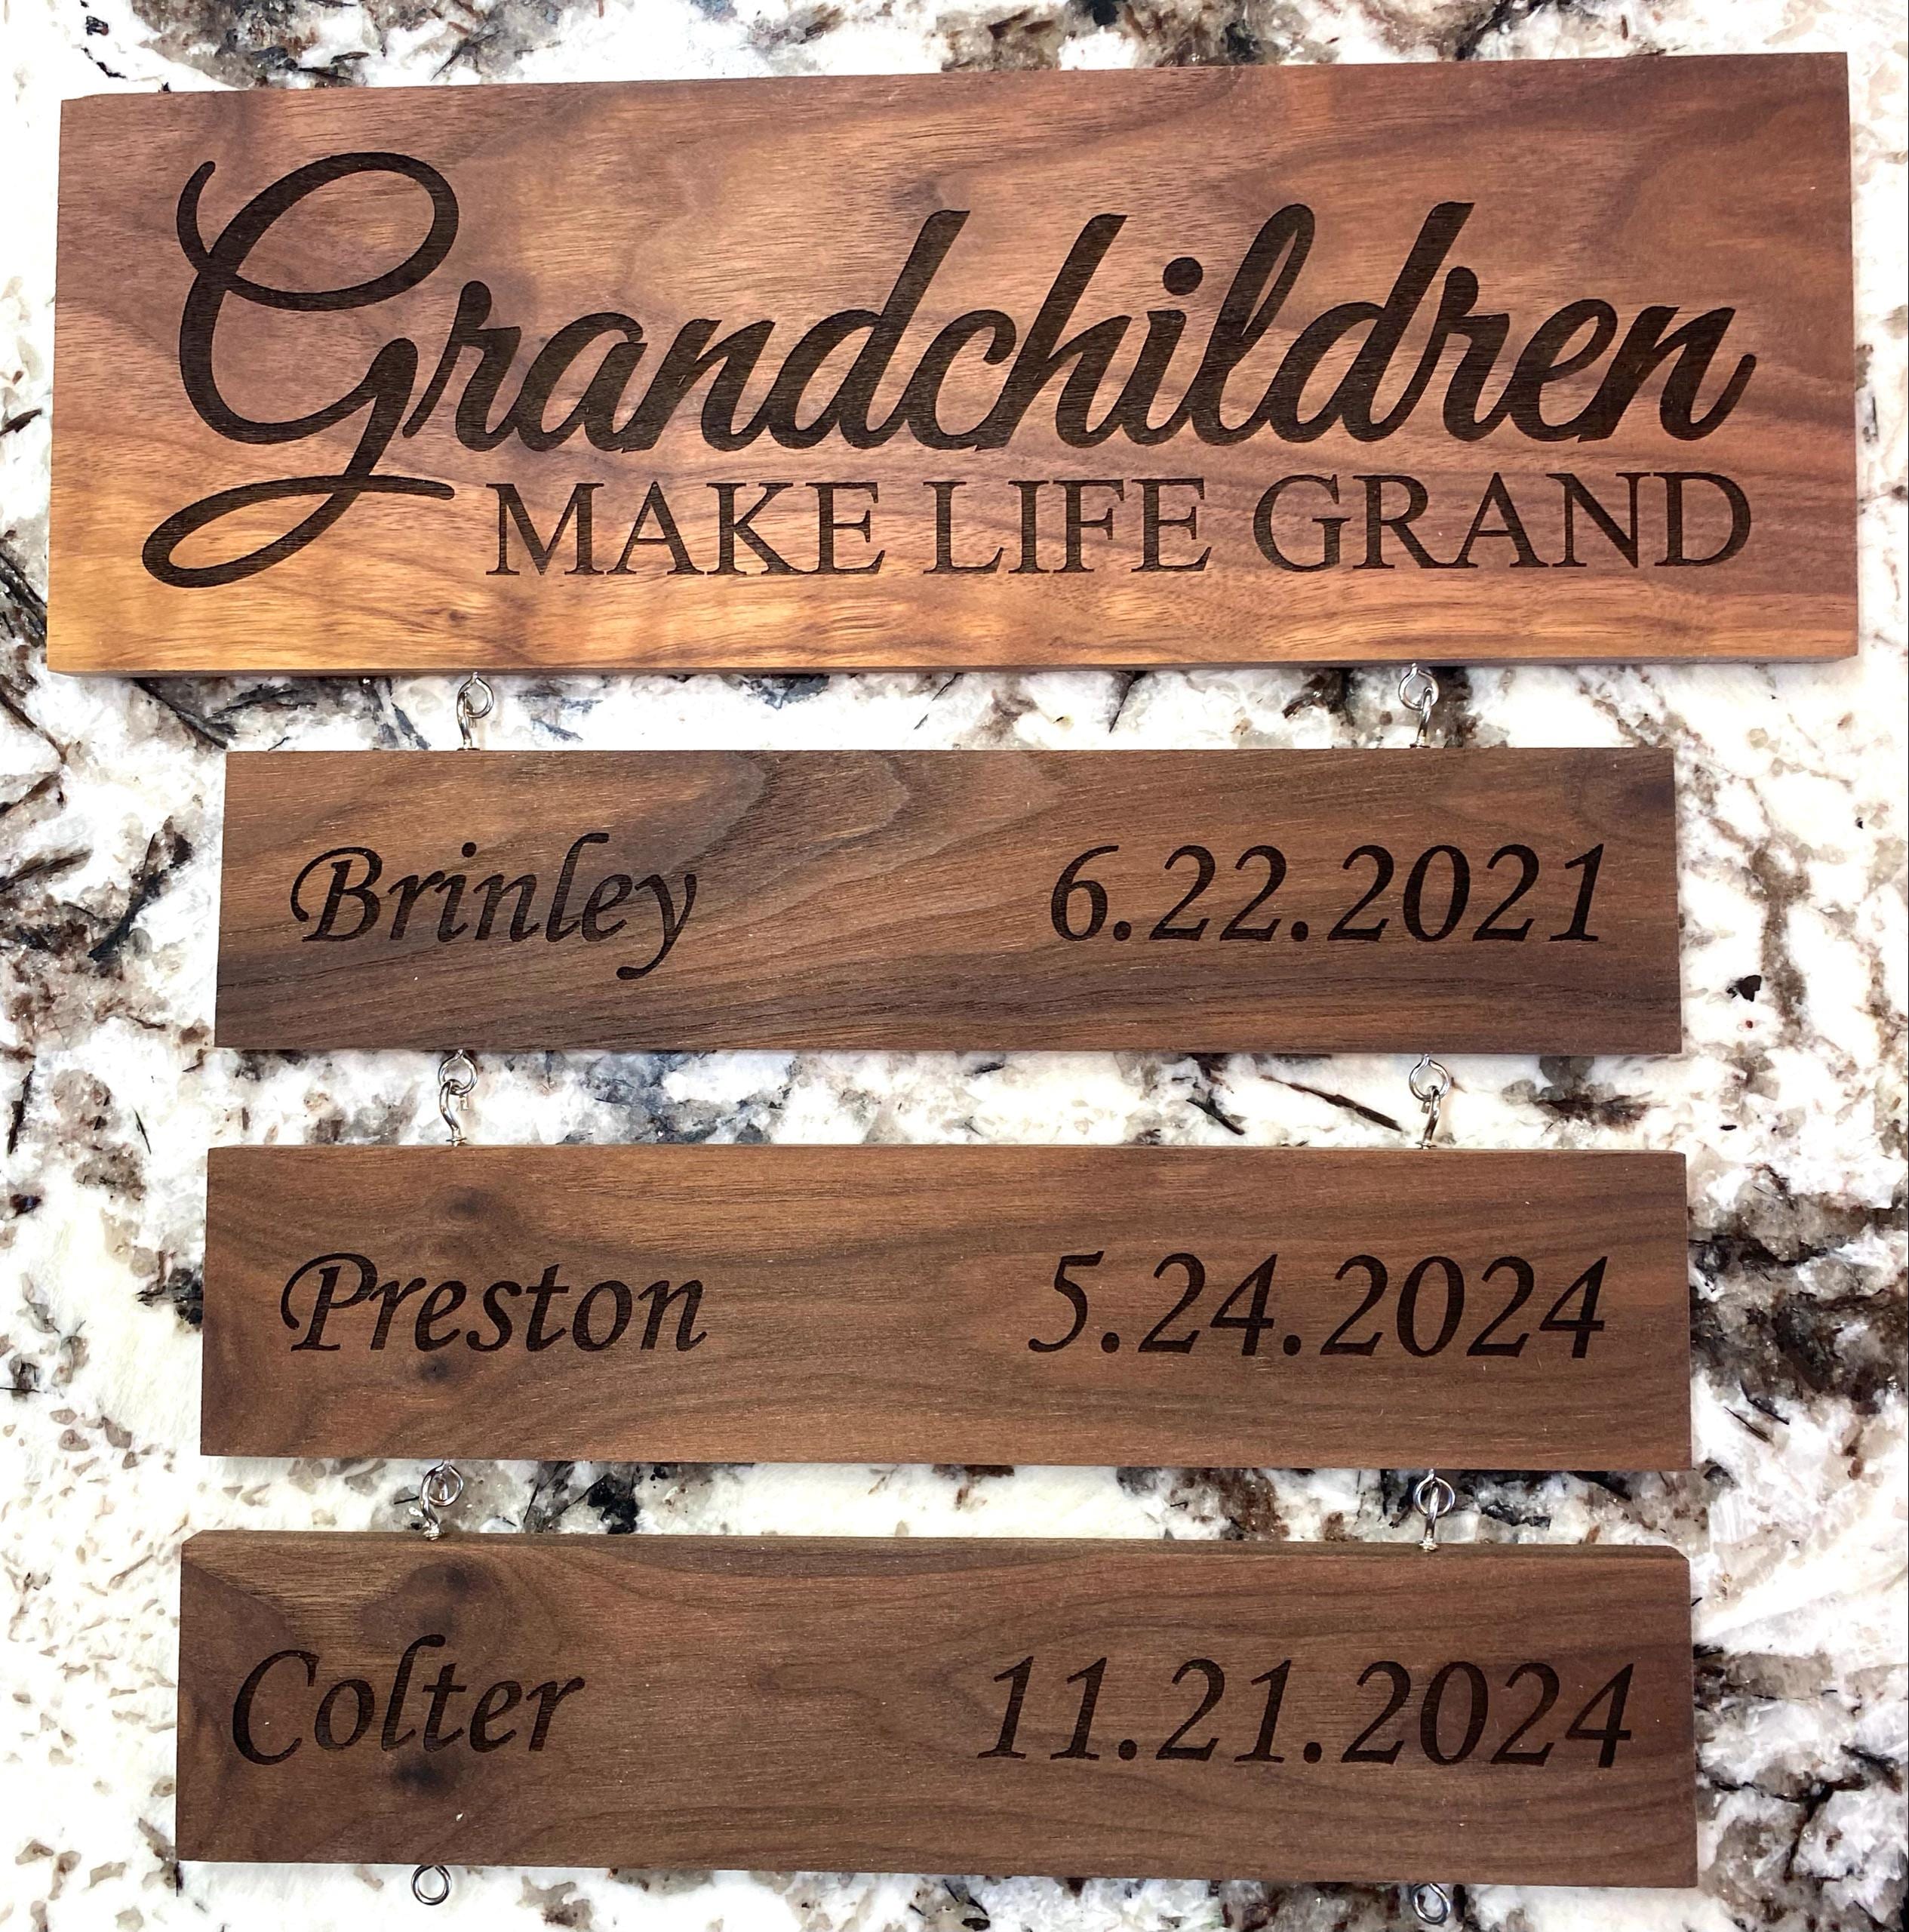 Grandchildren
MAKE LIFE GRAND
Brinley 6.22.2021
Preston 5.24.2024
Colter 11.21.2024